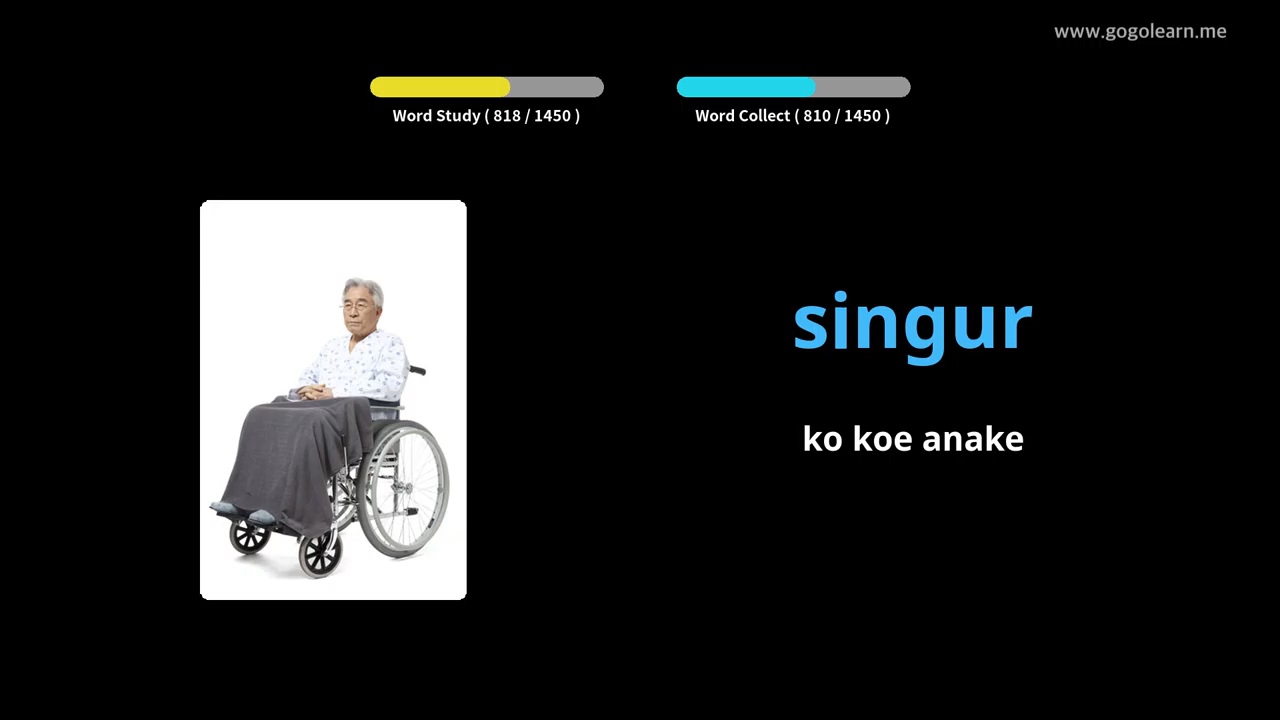 www.gogolearn.me
Word Study ( 818 / 1450 )
Word Collect ( 810 / 1450 )
singur
ko koe anake